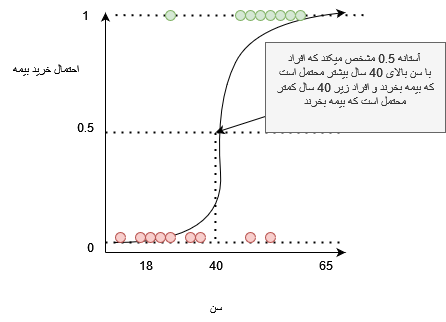 1
احتمال خرید بیمه
0.5
0
آستانه 0.5 مشخص میکند که افراد
با سن بالای 40 سال بیشتر محتمل است
که بیمه بخرند و افراد زیر 40 سال کمتر
محتمل است که بیمه بخرند
18 40 65
سن